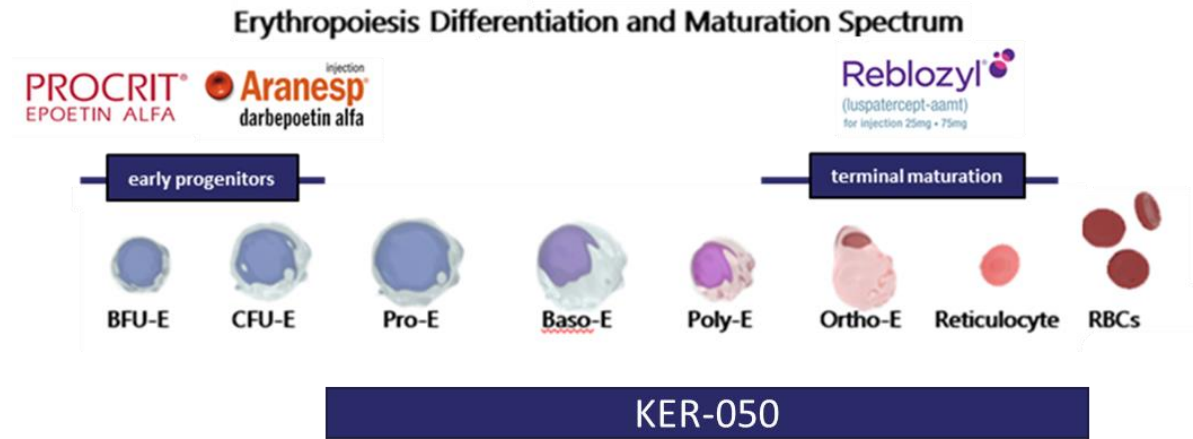 Erythropoiesis Differentiation and Maturation Spectrum
PROCRIT®
EPOETIN ALFA
injection
Aranesp®
darbepoetin alfa
Reblozyl®
(luspatercept-aamt)
for injection 25mg • 75mg
early progenitors
terminal maturation
BFU-E CFU-E Pro-E Baso-E Poly-E Ortho-E Reticulocyte RBCs
KER-050